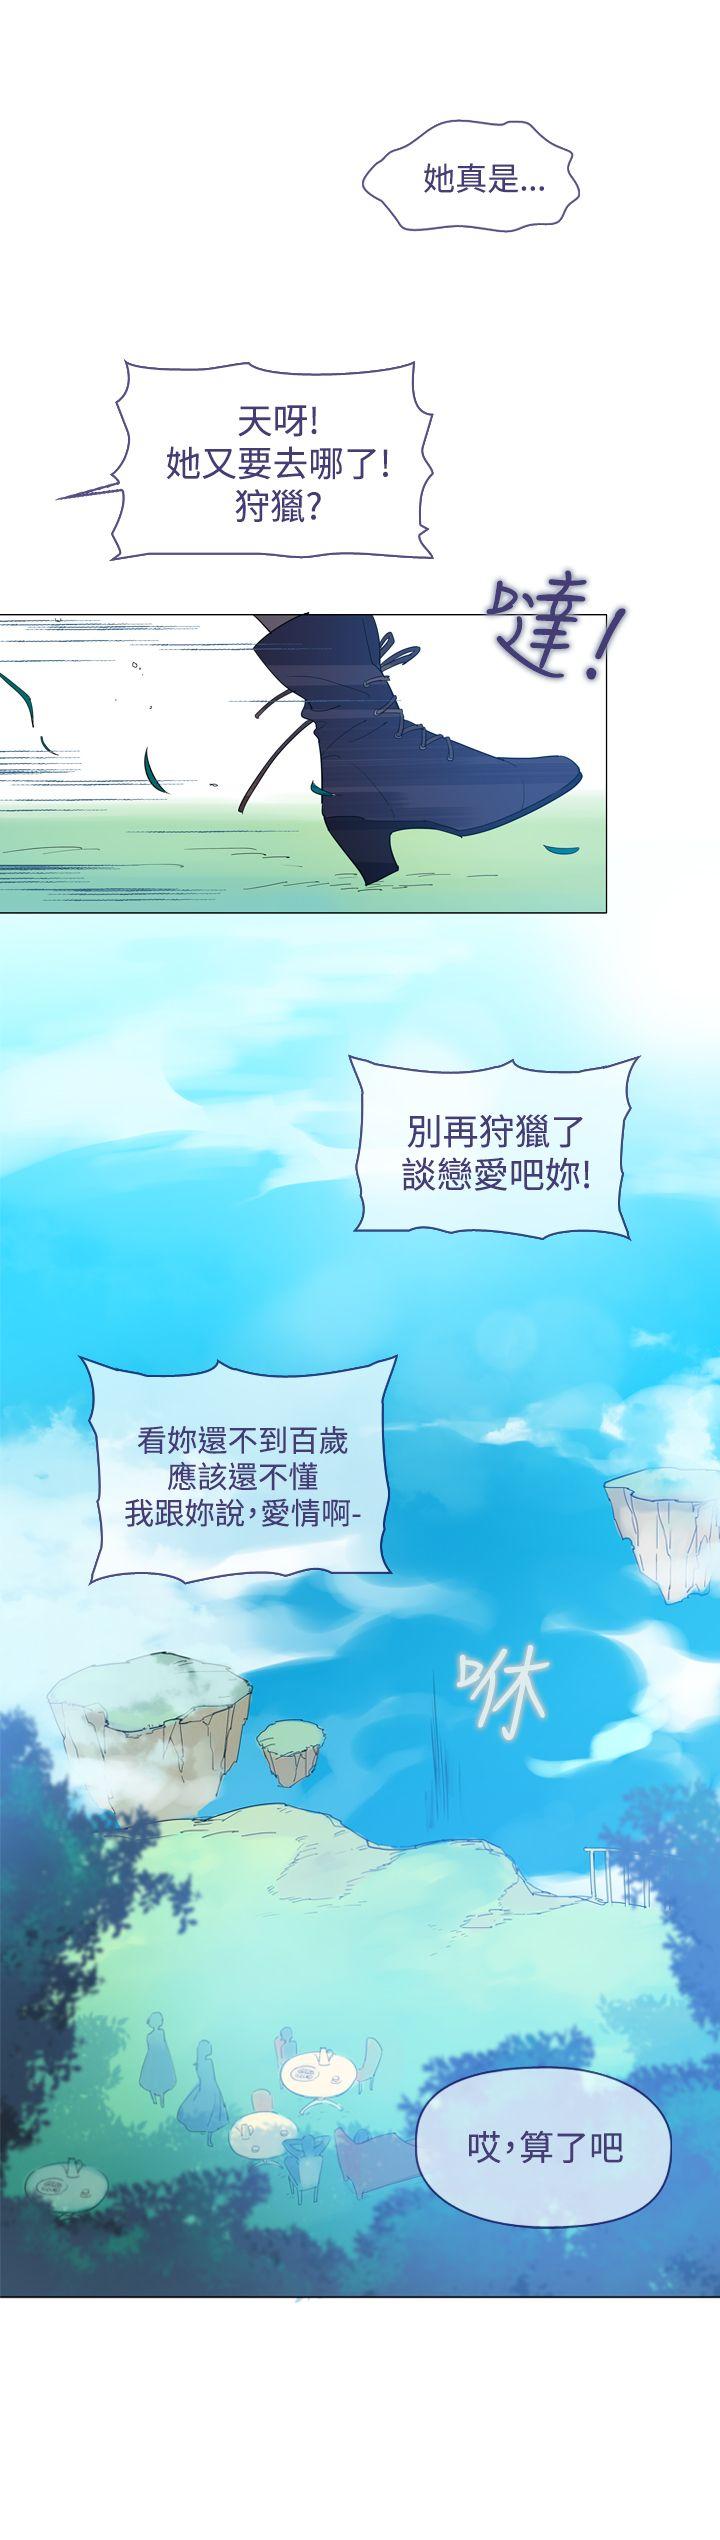 她真是...
天呀!
她又要去哪了!
狩獵?
噠!
別再狩獵了
談戀愛吧妳!
看妳還不到百歲
應該還不懂
我跟妳說,愛情啊-
咻
哎,算了吧